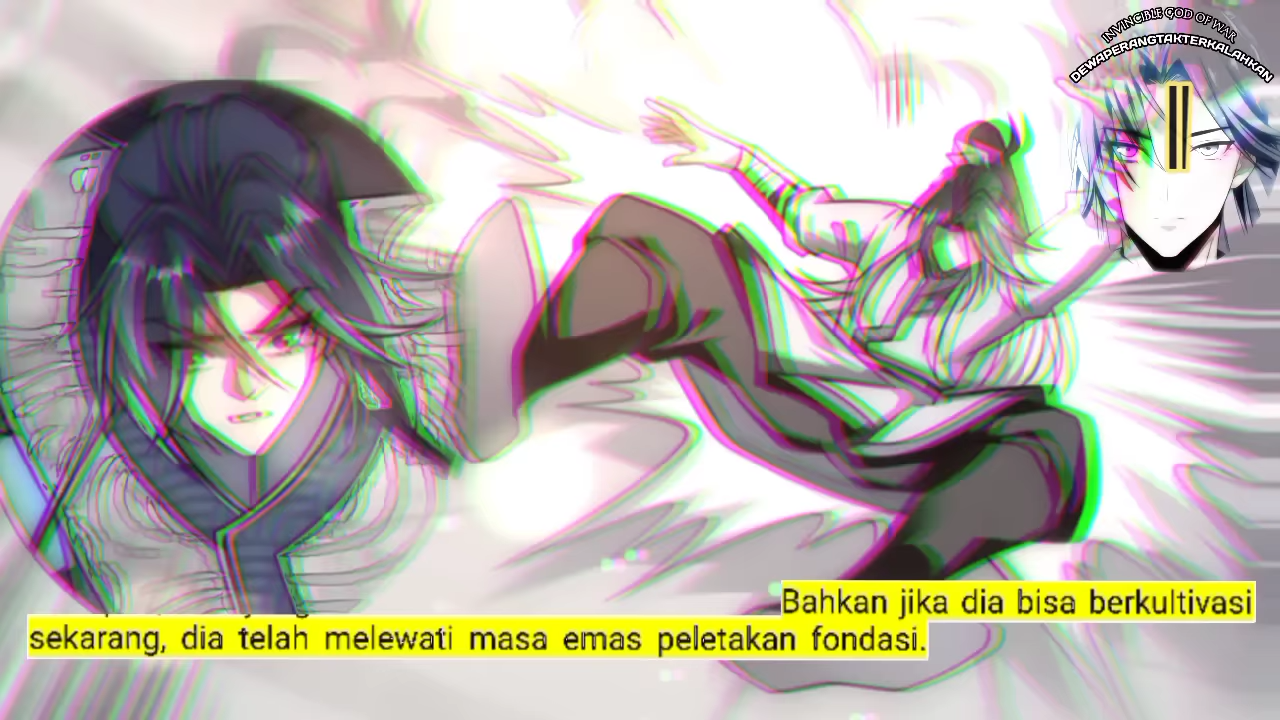 INVINCIBLE GOD OF WAR
DEWAPERANGTAKTERKALAHKAN
Bahkan jika dia bisa berkultivasi
sekarang, dia telah melewati masa emas peletakan fondasi.